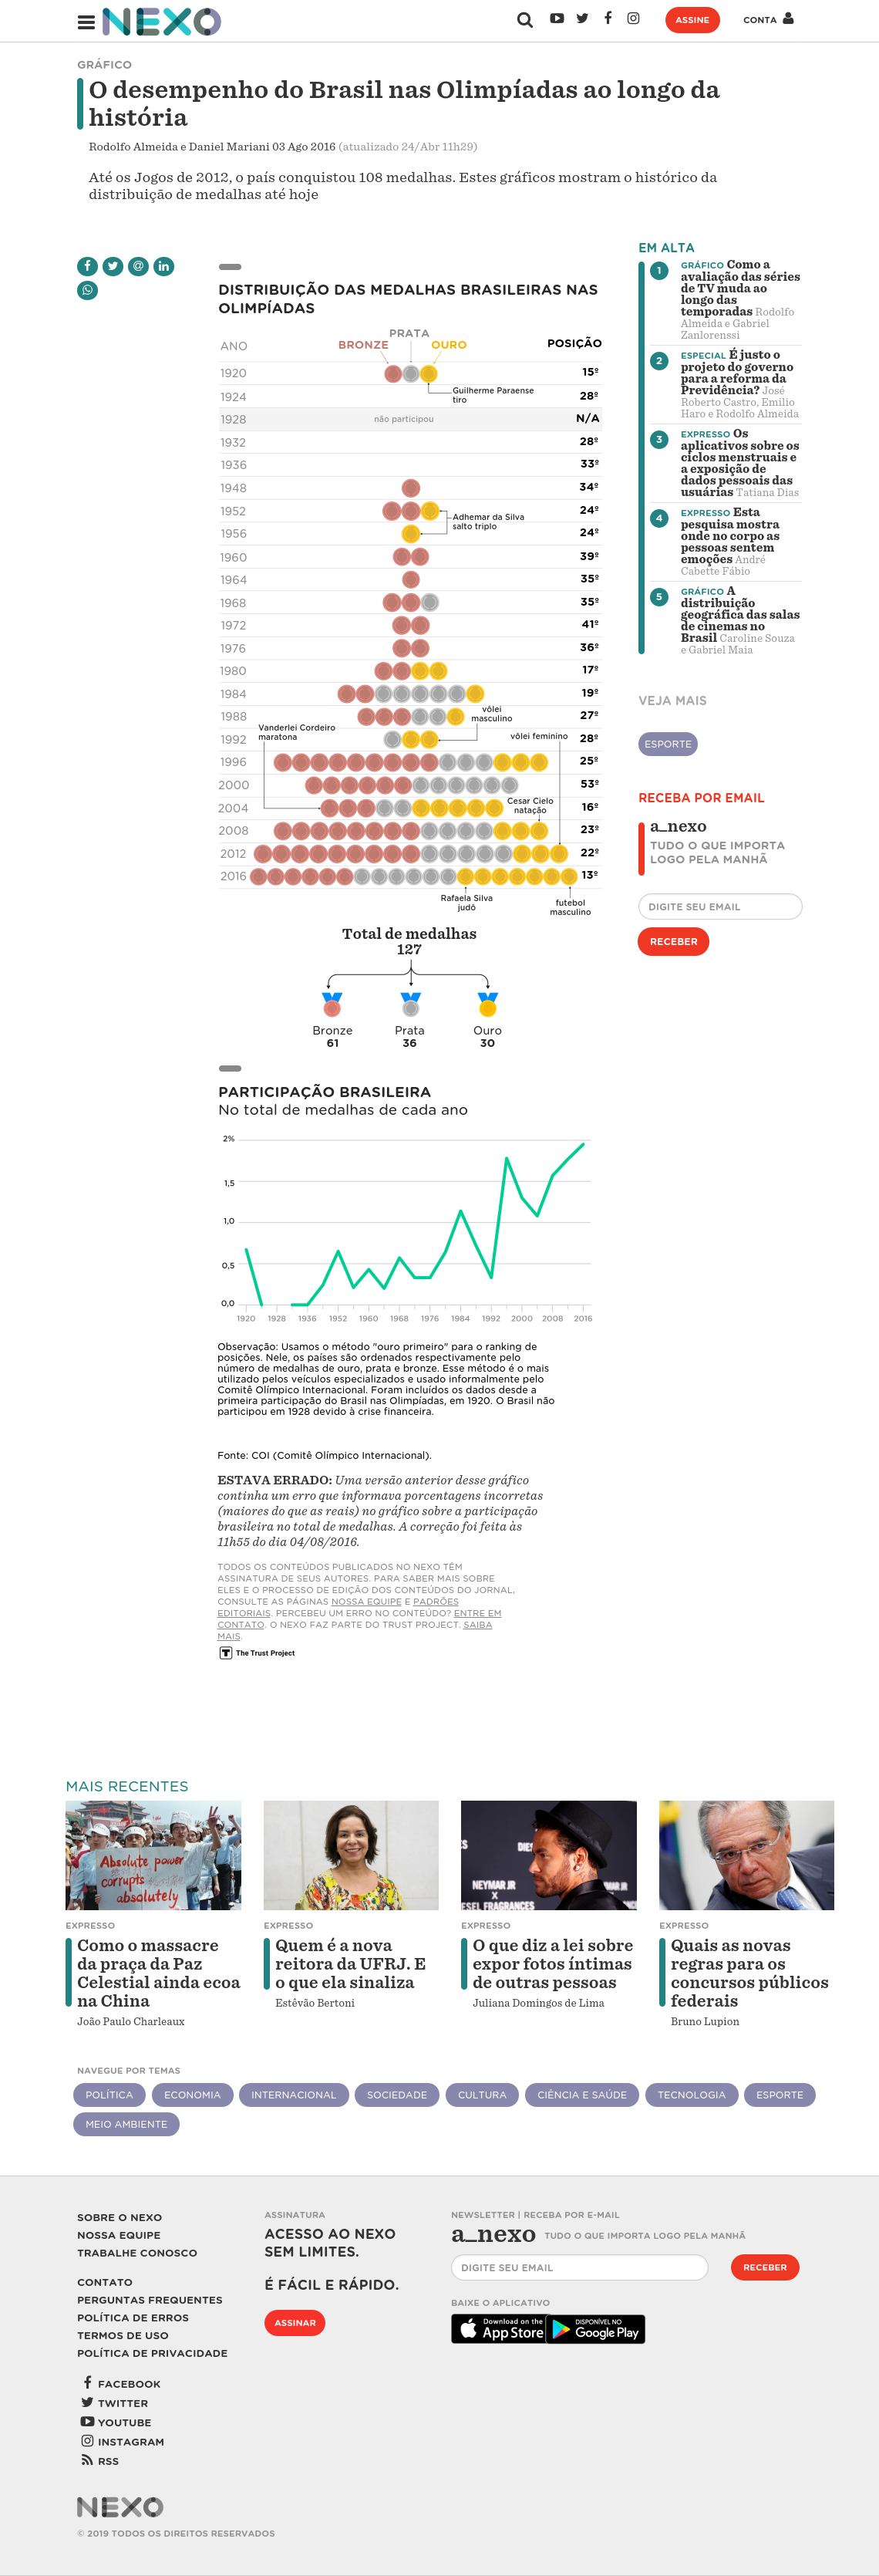 NEXO
ASSINE
CONTA
GRÁFICO
O desempenho do Brasil nas Olimpíadas ao longo da
história
Rodolfo Almeida e Daniel Mariani 03 Ago 2016 (atualizado 24/Abr 11h29)
Até os Jogos de 2012, o país conquistou 108 medalhas. Estes gráficos mostram o histórico da
distribuição de medalhas até hoje
DISTRIBUIÇÃO DAS MEDALHAS BRASILEIRAS NAS
OLIMPÍADAS
PRATA
ANO BRONZE OURO POSIÇÃO
1920 15º
Guilherme Paraense
tiro
1924 28º
1928 não participou N/A
1932 28º
1936 33º
1948 34º
1952 24º
Adhemar da Silva
salto triplo
1956 24º
1960 39º
1964 35º
1968 35º
1972 41º
1976 36º
1980 17º
1984 19º
1988 27º
vôlei
masculino
Vanderlei Cordeiro
maratona
1992 28º
vôlei feminino
1996 25º
2000 53º
2004 16º
Cesar Cielo
natação
2008 23º
2012 22º
2016 13º
Rafaela Silva
judô
futebol
masculino
Total de medalhas
127
Bronze Prata Ouro
61 36 30
PARTICIPAÇÃO BRASILEIRA
No total de medalhas de cada ano
2%
1,5
1,0
0,5
0,0
1920 1928 1936 1952 1960 1968 1976 1984 1992 2000 2008 2016
Observação: Usamos o método "ouro primeiro" para o ranking de
posições. Nele, os países são ordenados respectivamente pelo
número de medalhas de ouro, prata e bronze. Esse método é o mais
utilizado pelos veículos especializados e usado informalmente pelo
Comitê Olímpico Internacional. Foram incluídos os dados desde a
primeira participação do Brasil nas Olimpíadas, em 1920. O Brasil não
participou em 1928 devido à crise financeira.
Fonte: COI (Comitê Olímpico Internacional).
ESTAVA ERRADO: Uma versão anterior desse gráfico
continha um erro que informava porcentagens incorretas
(maiores do que as reais) no gráfico sobre a participação
brasileira no total de medalhas. A correção foi feita às
11h55 do dia 04/08/2016.
TODOS OS CONTEÚDOS PUBLICADOS NO NEXO TÊM
ASSINATURA DE SEUS AUTORES. PARA SABER MAIS SOBRE
ELES E O PROCESSO DE EDIÇÃO DOS CONTEÚDOS DO JORNAL,
CONSULTE AS PÁGINAS NOSSA EQUIPE E PADRÕES
EDITORIAIS. PERCEBEU UM ERRO NO CONTEÚDO? ENTRE EM
CONTATO. O NEXO FAZ PARTE DO TRUST PROJECT. SAIBA
MAIS.
T The Trust Project
EM ALTA
1 GRÁFICO Como a
avaliação das séries
de TV muda ao
longo das
temporadas Rodolfo
Almeida e Gabriel
Zanlorenssi
2 ESPECIAL É justo o
projeto do governo
para a reforma da
Previdência? José
Roberto Castro, Emilio
Haro e Rodolfo Almeida
3 EXPRESSO Os
aplicativos sobre os
ciclos menstruais e
a exposição de
dados pessoais das
usuárias Tatiana Dias
4 EXPRESSO Esta
pesquisa mostra
onde no corpo as
pessoas sentem
emoções André
Cabette Fábio
5 GRÁFICO A
distribuição
geográfica das salas
de cinemas no
Brasil Caroline Souza
e Gabriel Maia
VEJA MAIS
ESPORTE
RECEBA POR EMAIL
a_nexo
TUDO O QUE IMPORTA
LOGO PELA MANHÃ
DIGITE SEU EMAIL
RECEBER
MAIS RECENTES
Absolute power
corrupts
absolutely
DIES
NEYMAR JR
X
DIESEL FRAGRANCES
EXPRESSO
Como o massacre
da praça da Paz
Celestial ainda ecoa
na China
João Paulo Charleaux
EXPRESSO
Quem é a nova
reitora da UFRJ. E
o que ela sinaliza
Estêvão Bertoni
EXPRESSO
O que diz a lei sobre
expor fotos íntimas
de outras pessoas
Juliana Domingos de Lima
EXPRESSO
Quais as novas
regras para os
concursos públicos
federais
Bruno Lupion
NAVEGUE POR TEMAS
POLÍTICA ECONOMIA INTERNACIONAL SOCIEDADE CULTURA CIÊNCIA E SAÚDE TECNOLOGIA ESPORTE
MEIO AMBIENTE
SOBRE O NEXO
NOSSA EQUIPE
TRABALHE CONOSCO
CONTATO
PERGUNTAS FREQUENTES
POLÍTICA DE ERROS
TERMOS DE USO
POLÍTICA DE PRIVACIDADE
FACEBOOK
TWITTER
YOUTUBE
INSTAGRAM
RSS
ASSINATURA
ACESSO AO NEXO
SEM LIMITES.
É FÁCIL E RÁPIDO.
ASSINAR
NEWSLETTER | RECEBA POR E-MAIL
a_nexo TUDO O QUE IMPORTA LOGO PELA MANHÃ
DIGITE SEU EMAIL
RECEBER
BAIXE O APLICATIVO
Download on the
App Store
DISPONÍVEL NO
Google Play
NEXO
© 2019 TODOS OS DIREITOS RESERVADOS